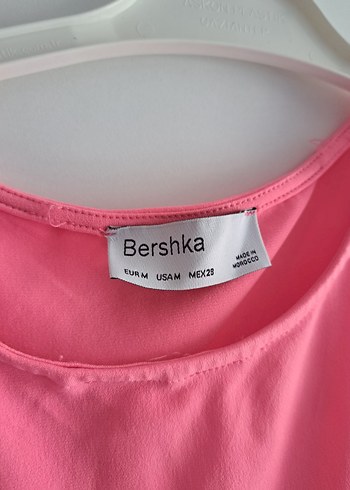 Bershka
EUR M USA M MEX 28
MADE IN
MOROCCO